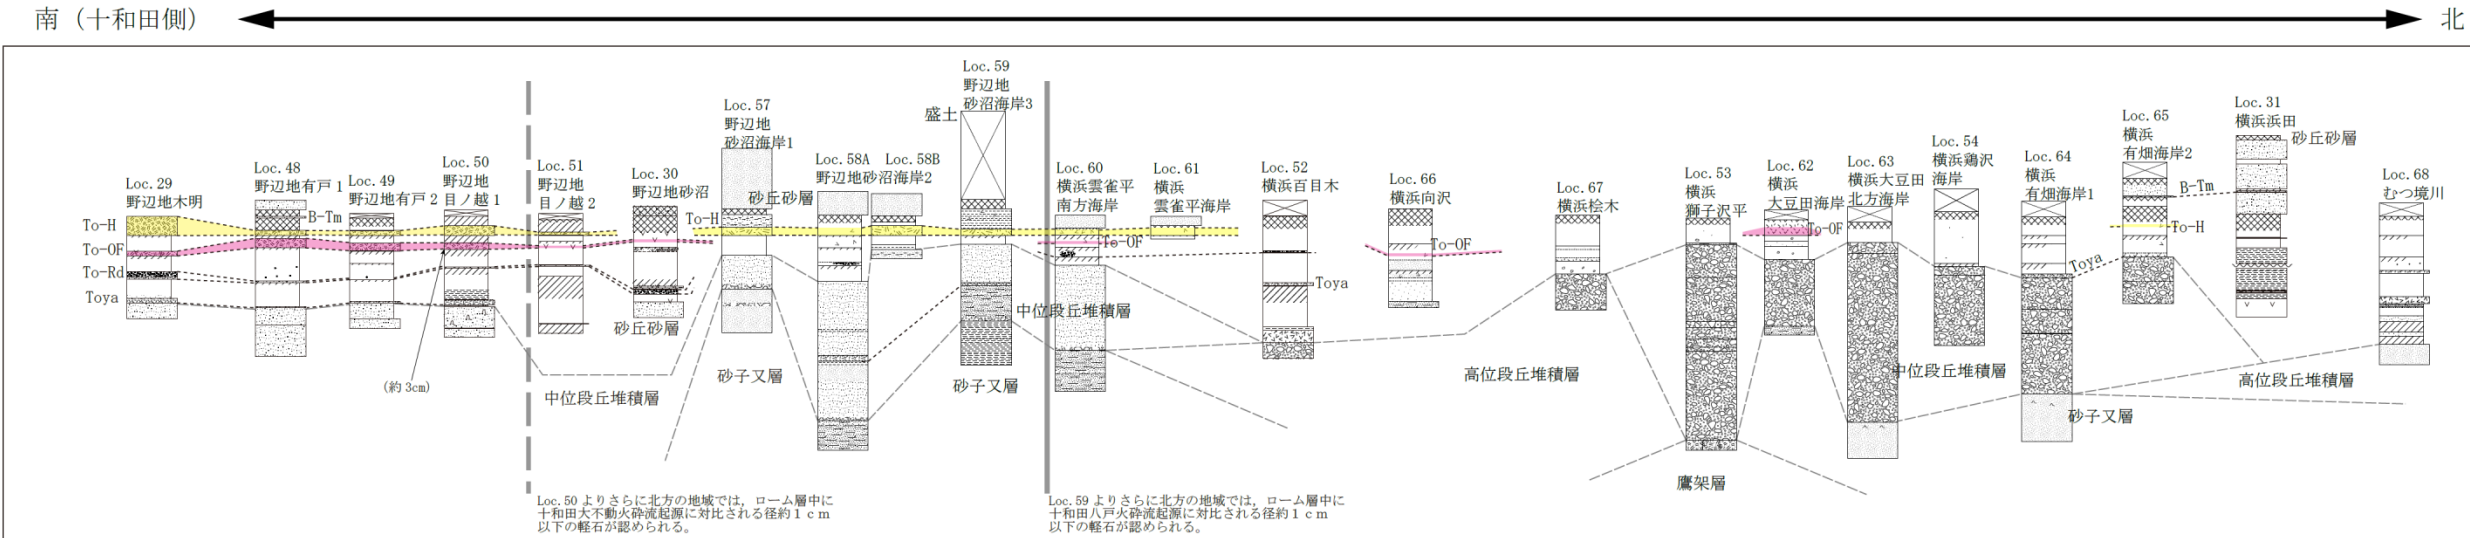 南（十和田側）
北
Loc.29
野辺地木明
To-H
To-OF
To-Rd
Toya
Loc.48
野辺地有戸1
B-Tm
Loc.49
野辺地有戸2
Loc.50
野辺地
目ノ越1
(約3cm)
Loc.51
野辺地
目ノ越2
中位段丘堆積層
Loc.30
野辺地砂沼
砂丘砂層
To-H
Loc.57
野辺地
砂沼海岸1
砂丘砂層
砂子又層
Loc.58A
Loc.58B
野辺地砂沼海岸2
Loc.59
野辺地
砂沼海岸3
盛土
砂子又層
中位段丘堆積層
Loc.60
横浜雲雀平
南方海岸
To-OF
Loc.61
横浜
雲雀平海岸
Loc.52
横浜百目木
Toya
Loc.66
横浜向沢
To-OF
高位段丘堆積層
Loc.67
横浜桧木
Loc.53
横浜
獅子沢平
鷹架層
Loc.62
横浜
大豆田海岸
To-OF
Loc.63
横浜大豆田
北方海岸
Loc.54
横浜鶏沢
海岸
中位段丘堆積層
Loc.64
横浜
有畑海岸1
Toya
砂子又層
Loc.65
横浜
有畑海岸2
B-Tm
To-H
Loc.31
横浜浜田
砂丘砂層
高位段丘堆積層
Loc.68
むつ境川
Loc.50よりさらに北方の地域では，ローム層中に
十和田大不動火砕流起源に対比される径約1cm
以下の軽石が認められる。
Loc.59よりさらに北方の地域では，ローム層中に
十和田八戸火砕流起源に対比される径約1cm
以下の軽石が認められる。